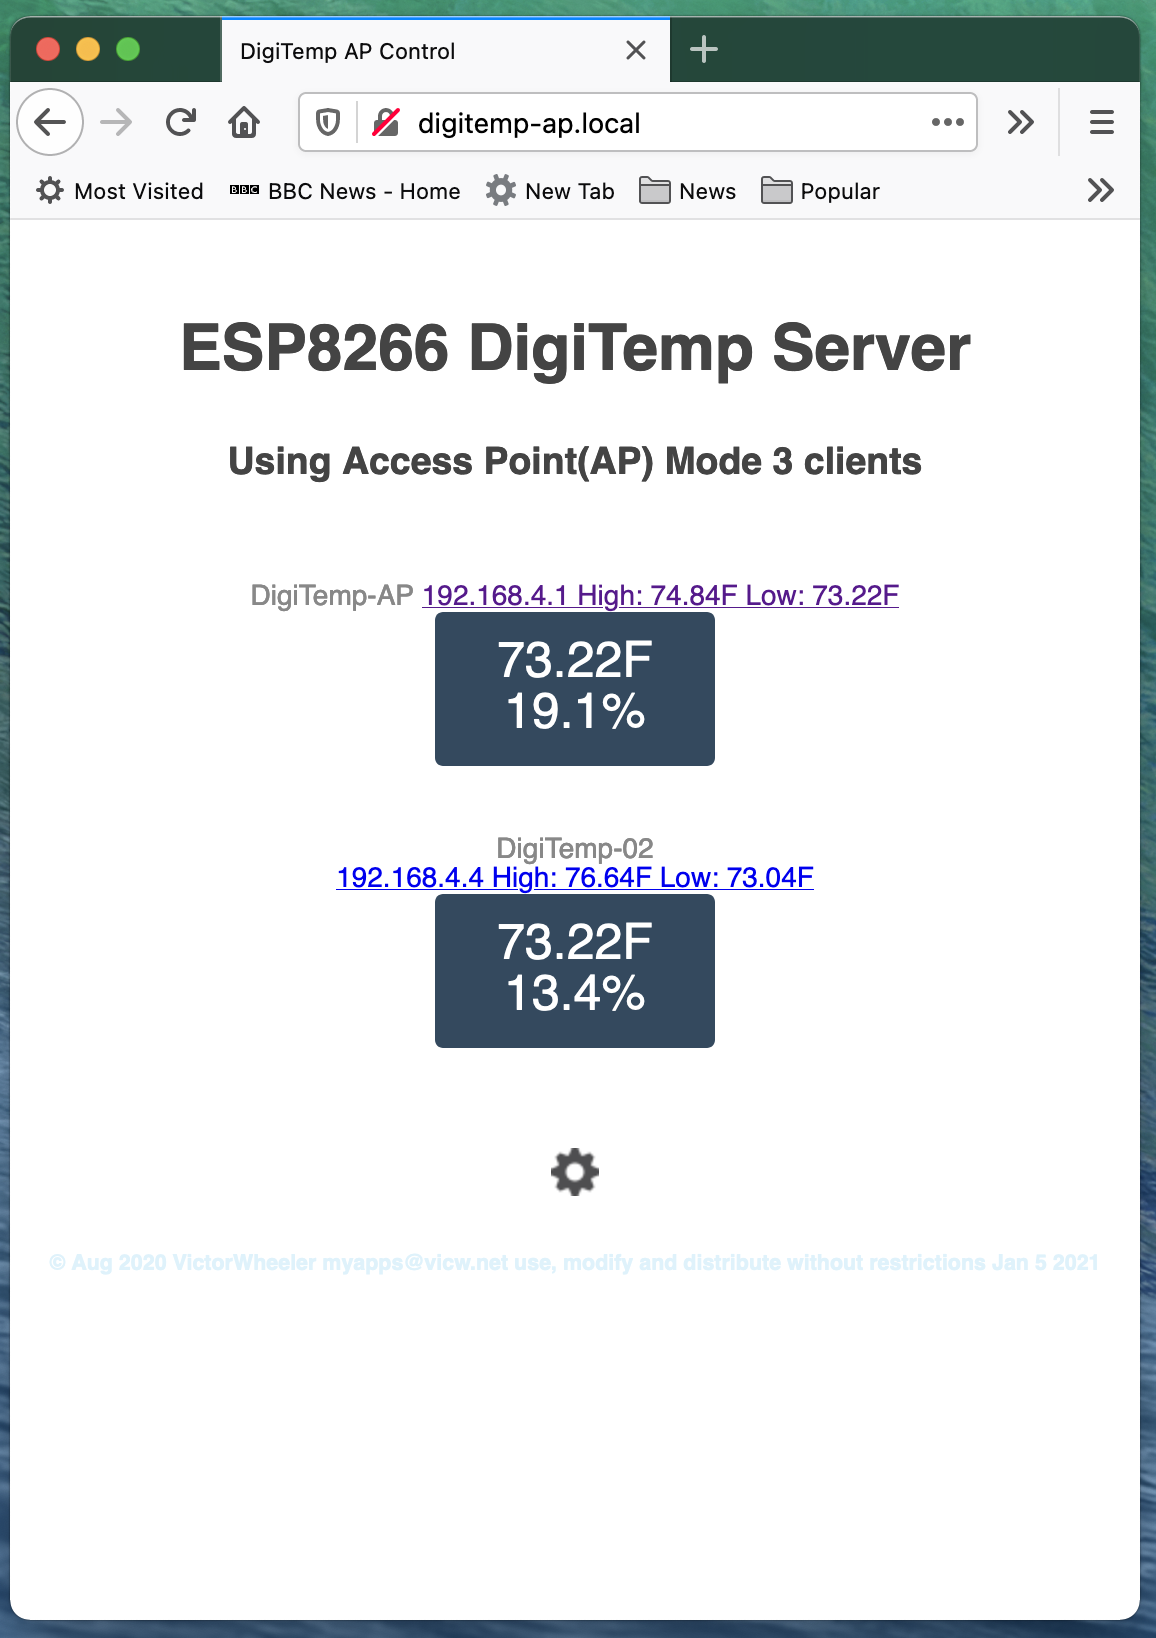 DigiTemp AP Control
digitemp-ap.local
Most Visited BBC BBC News - Home New Tab News Popular
ESP8266 DigiTemp Server
Using Access Point(AP) Mode 3 clients
DigiTemp-AP 192.168.4.1 High: 74.84F Low: 73.22F
73.22F
19.1%
DigiTemp-02
192.168.4.4 High: 76.64F Low: 73.04F
73.22F
13.4%
© Aug 2020 VictorWheeler myapps@vicw.net use, modify and distribute without restrictions Jan 5 2021